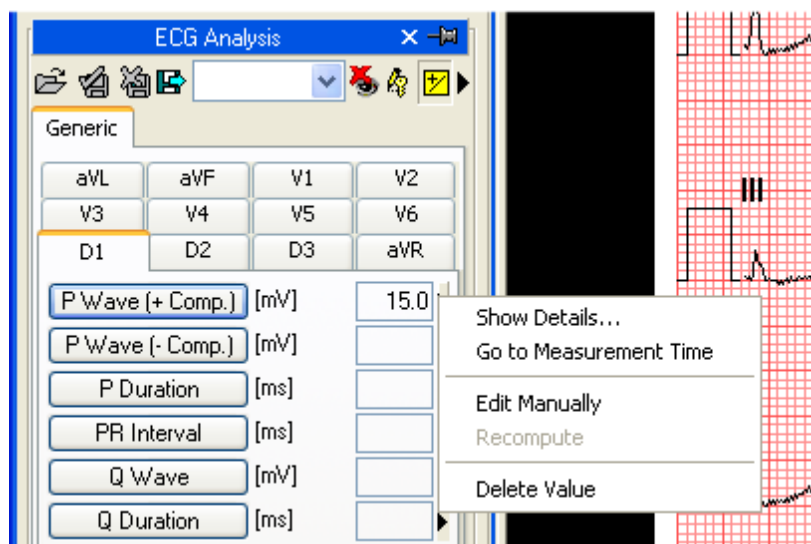 ECG Analysis
Generic
aVL aVF V1 V2
V3 V4 V5 V6
D1 D2 D3 aVR
P Wave (+ Comp.) [mV] 15.0
P Wave (- Comp.) [mV]
P Duration [ms]
PR Interval [ms]
Q Wave [mV]
Q Duration [ms]
Show Details...
Go to Measurement Time
Edit Manually
Recompute
Delete Value
III